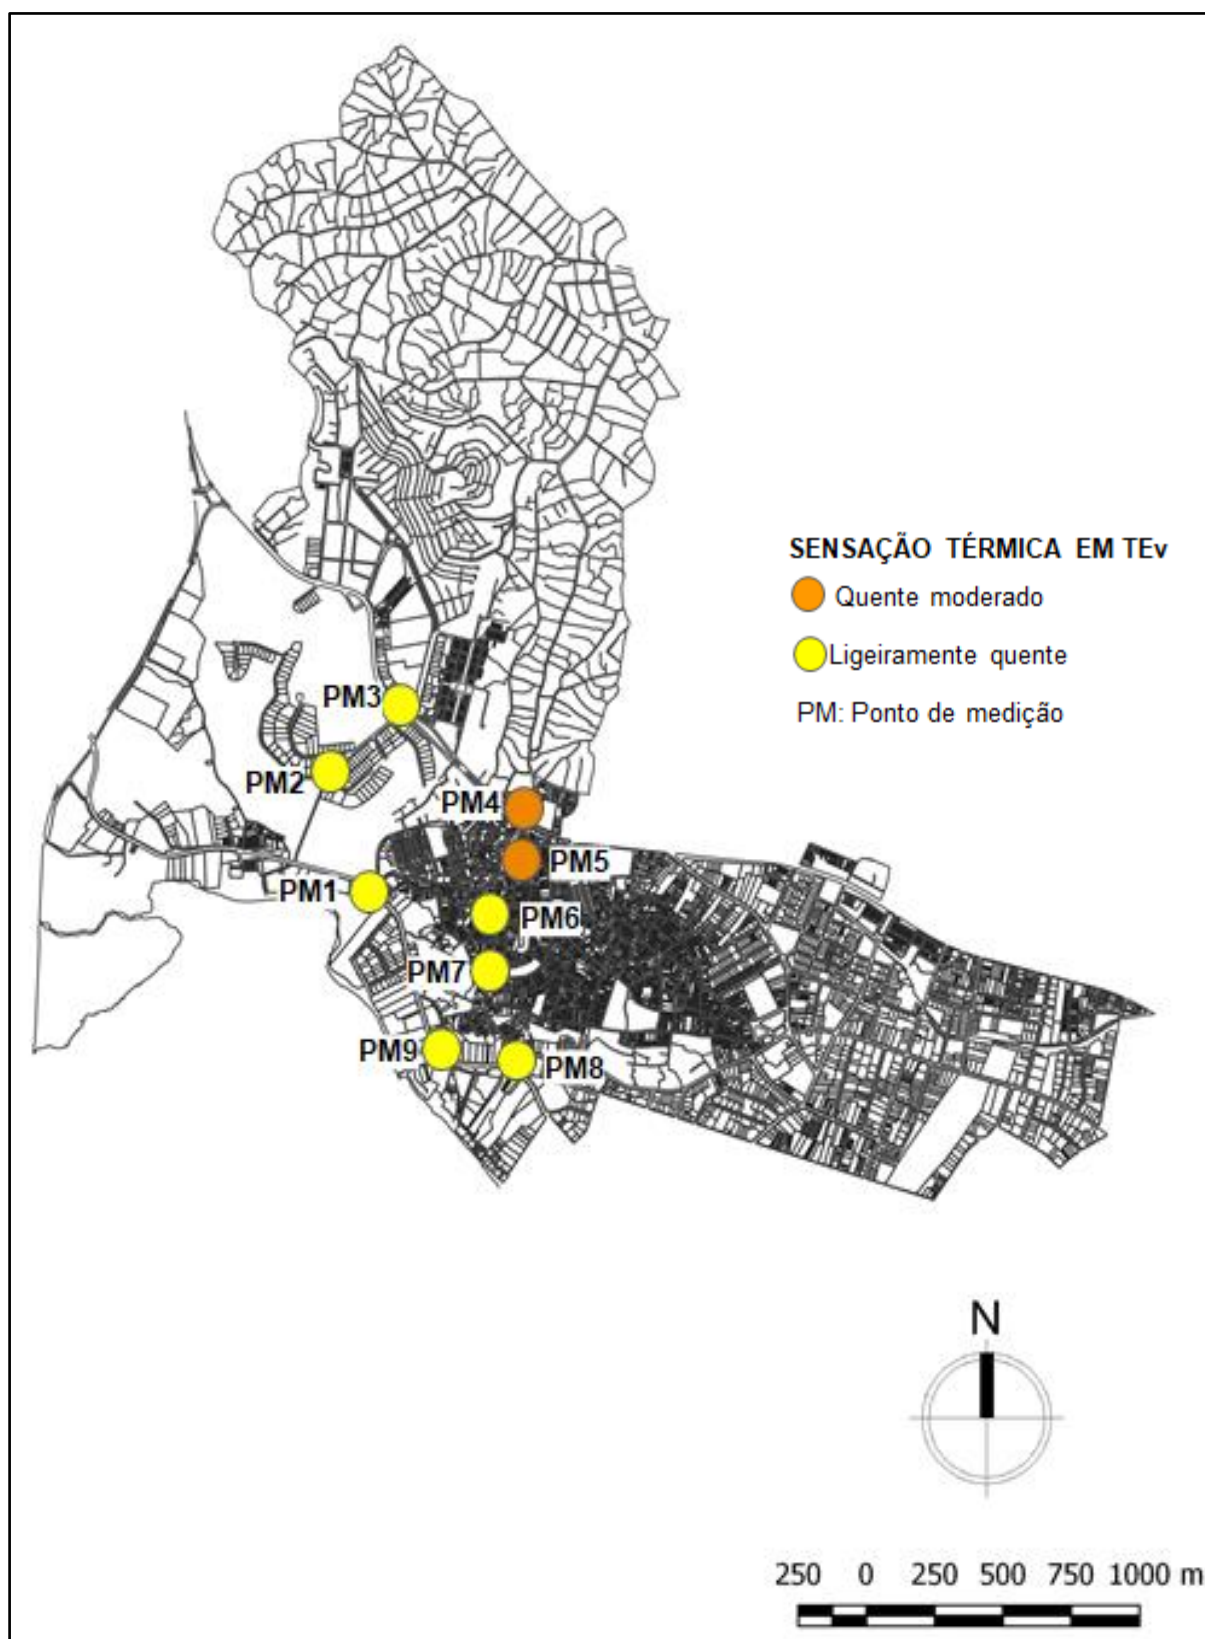 SENSAÇÃO TÉRMICA EM TEv
Quente moderado
Ligeiramente quente
PM: Ponto de medição
PM3
PM2
PM4
PM5
PM1
PM6
PM7
PM9
PM8
N
250 0 250 500 750 1000 m